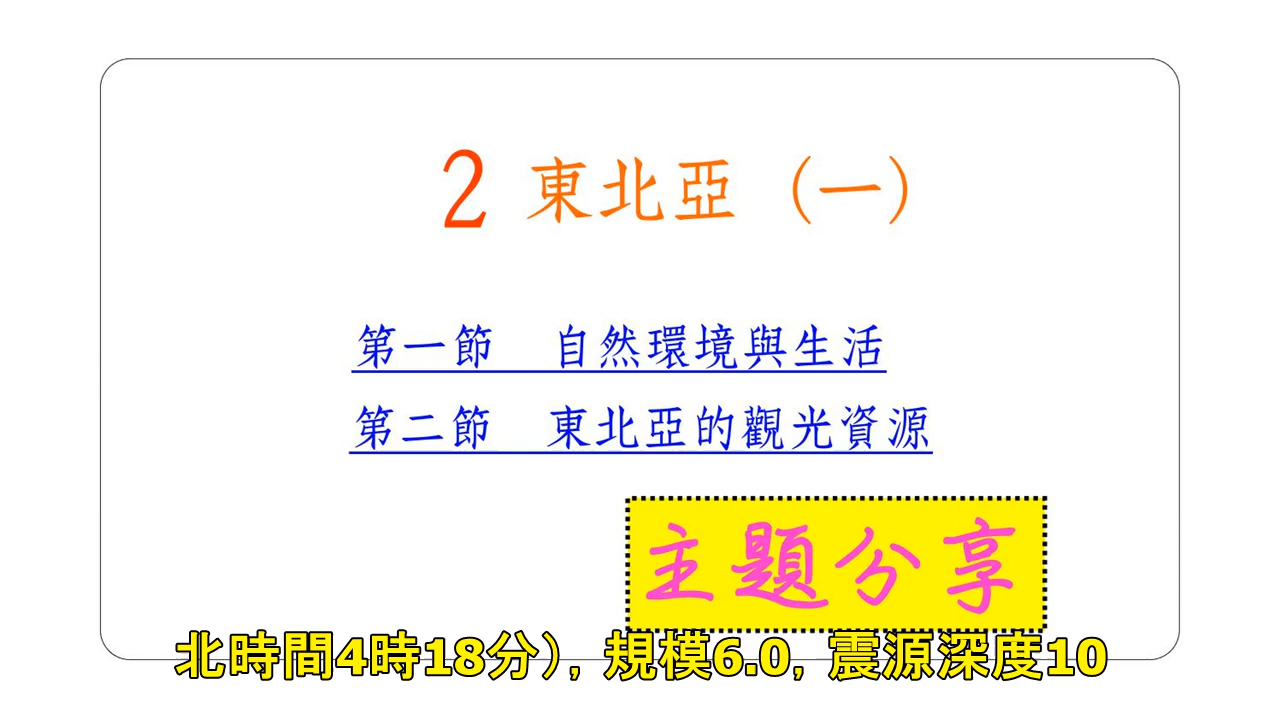 2 東北亞（一）
第一節　自然環境與生活
第二節　東北亞的觀光資源
主題分享
北時間4時18分），規模6.0，震源深度10